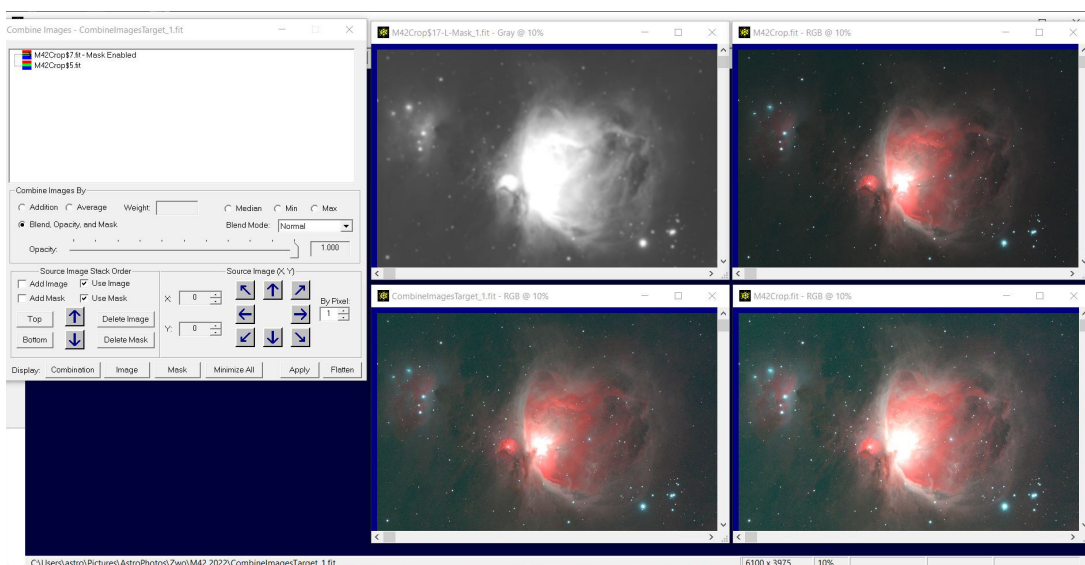 Combine Images - CombineImagesTarget_1.fit
M42Crop$7.fit - Mask Enabled
M42Crop$5.fit
Combine Images By
Addition Average Weight: Median Min Max
Blend, Opacity, and Mask Blend Mode: Normal
Opacity: 1.000
Source Image Stack Order
Add Image Use Image
Add Mask Use Mask
Top Delete Image
Bottom Delete Mask
Source Image (X, Y)
X: 0
Y: 0
By Pixel:
1
Display: Combination Image Mask Minimize All Apply Flatten
M42Crop$17-L-Mask_1.fit - Gray @ 10%
M42Crop.fit - RGB @ 10%
CombineImagesTarget_1.fit - RGB @ 10%
M42Crop.fit - RGB @ 10%
C:\Users\astro\Pictures\AstroPhotos\Zwo\M42 2022\CombineImagesTarget_1.fit 6100 x 3975 10%